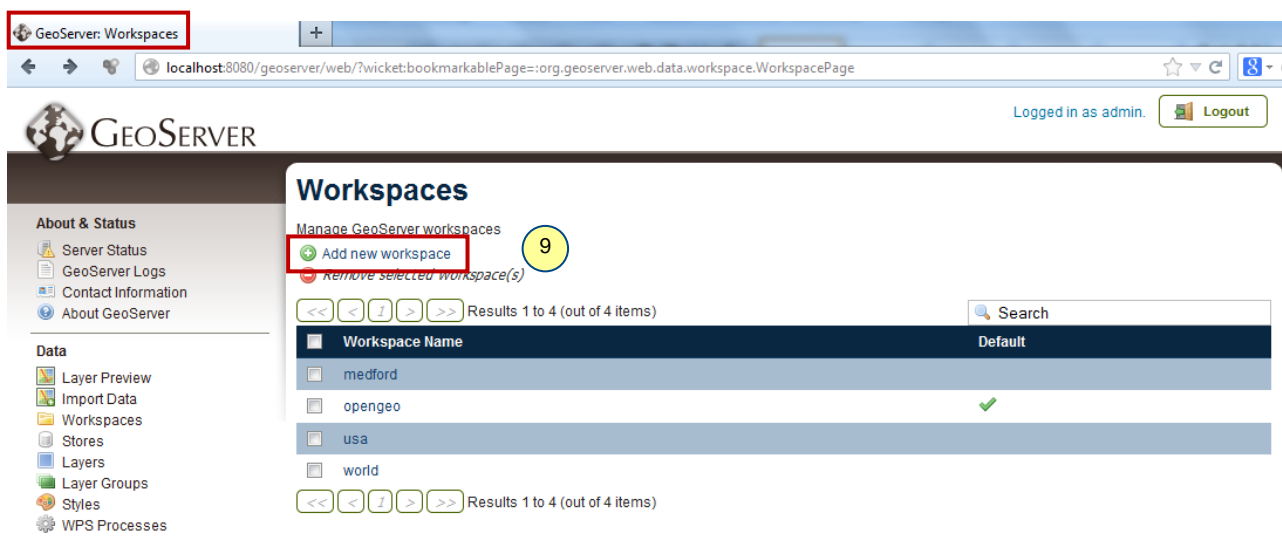 GeoServer: Workspaces
+
localhost:8080/geoserver/web/?wicket:bookmarkablePage=:org.geoserver.web.data.workspace.WorkspacePage
8
GEOSERVER
Logged in as admin.
Logout
About & Status
Server Status
GeoServer Logs
Contact Information
About GeoServer
Data
Layer Preview
Import Data
Workspaces
Stores
Layers
Layer Groups
Styles
WPS Processes
Workspaces
Manage GeoServer workspaces
Add new workspace
9
Remove selected workspace(s)
<< < 1 > >> Results 1 to 4 (out of 4 items)
Search
Workspace Name Default
medford
opengeo
usa
world
<< < 1 > >> Results 1 to 4 (out of 4 items)